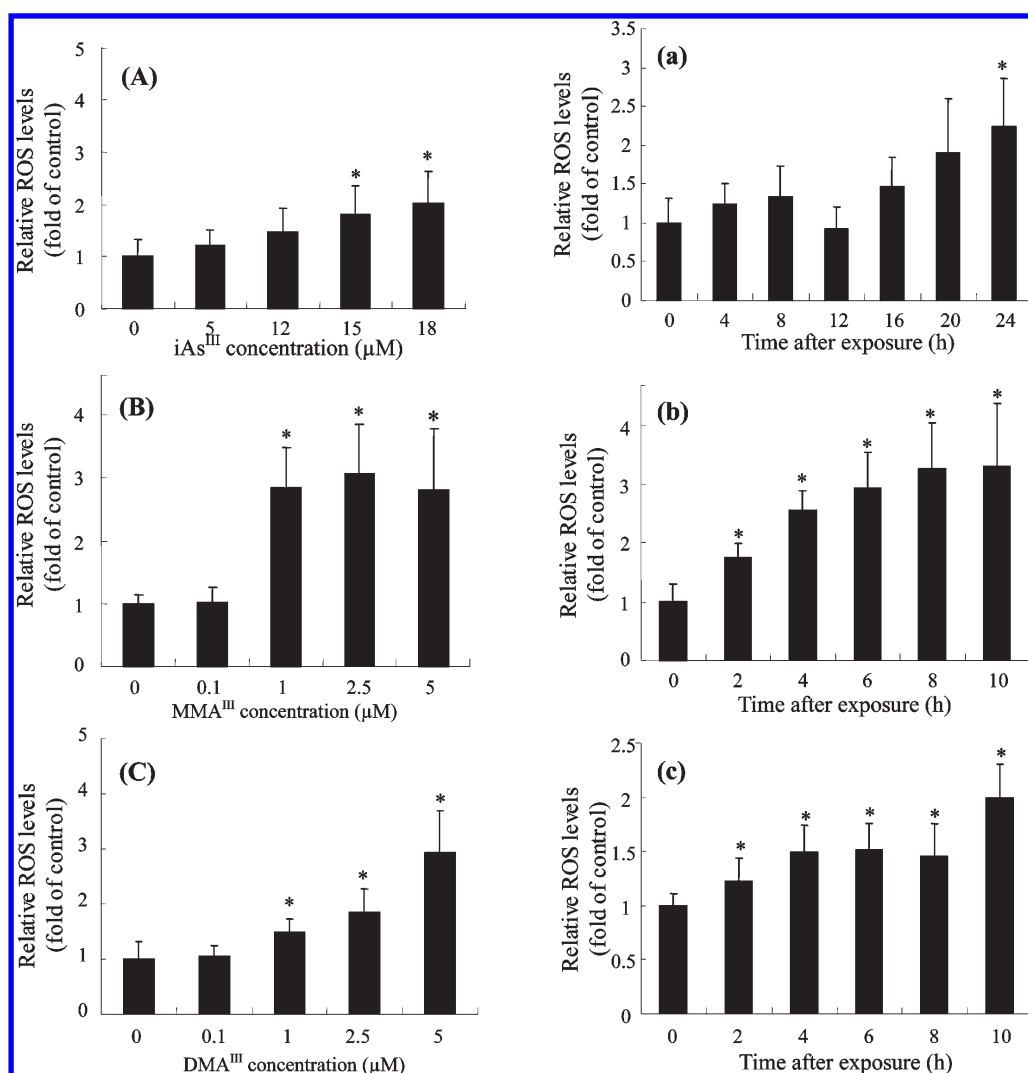 (A)
Relative ROS levels
(fold of control)
5
4
3
2
1
0
0 5 12 15 18
* *
iAsIII concentration (µM)
(a)
Relative ROS levels
(fold of control)
3.5
3
2.5
2
1.5
1
0.5
0
0 4 8 12 16 20 24
*
Time after exposure (h)
(B)
Relative ROS levels
(fold of control)
4
3
2
1
0
0 0.1 1 2.5 5
* * *
MMAIII concentration (µM)
(b)
Relative ROS levels
(fold of control)
4
3
2
1
0
0 2 4 6 8 10
* * * * *
Time after exposure (h)
(C)
Relative ROS levels
(fold of control)
5
4
3
2
1
0
0 0.1 1 2.5 5
* * *
DMAIII concentration (µM)
(c)
Relative ROS levels
(fold of control)
2.5
2
1.5
1
0.5
0
0 2 4 6 8 10
* * * * *
Time after exposure (h)